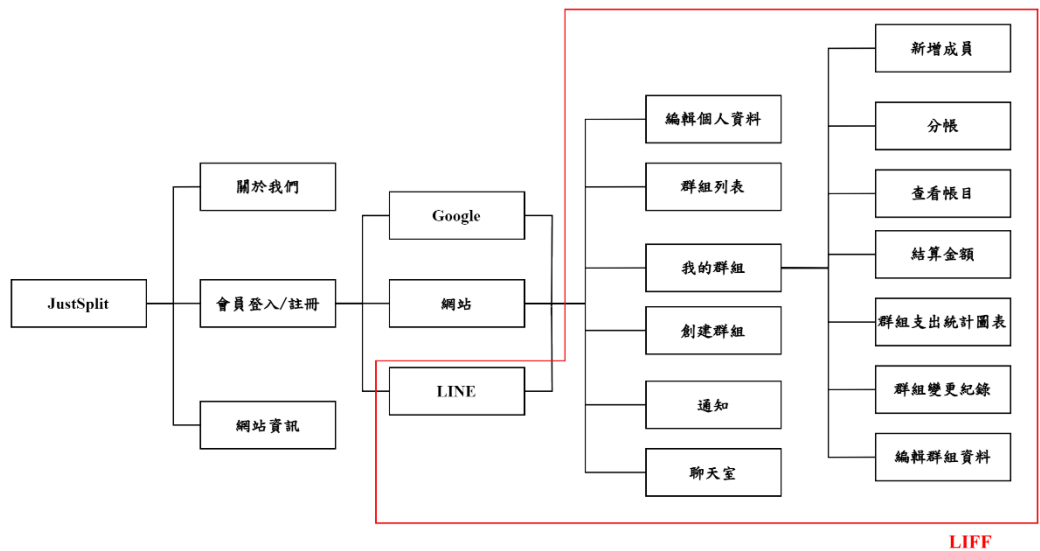 JustSplit
關於我們
會員登入/註冊
網站資訊
Google
網站
LINE
編輯個人資料
群組列表
我的群組
創建群組
通知
聊天室
新增成員
分帳
查看帳目
結算金額
群組支出統計圖表
群組變更紀錄
編輯群組資料
LIFF